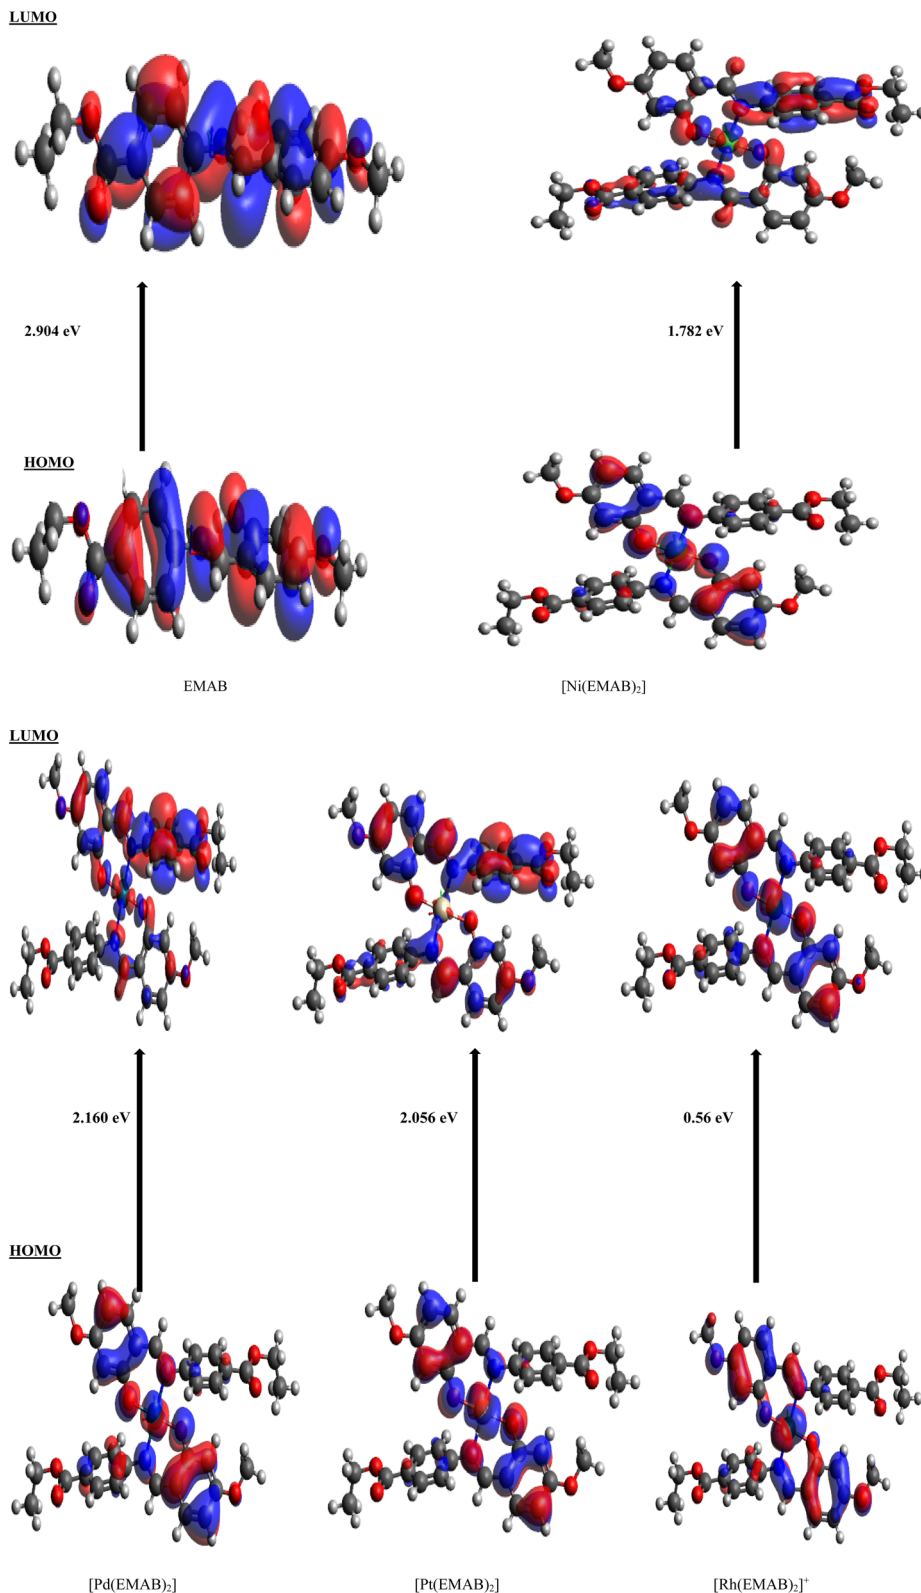 LUMO
2.904 eV
1.782 eV
HOMO
EMAB
[Ni(EMAB)₂]
LUMO
2.160 eV
2.056 eV
0.56 eV
HOMO
[Pd(EMAB)₂]
[Pt(EMAB)₂]
[Rh(EMAB)₂]⁺